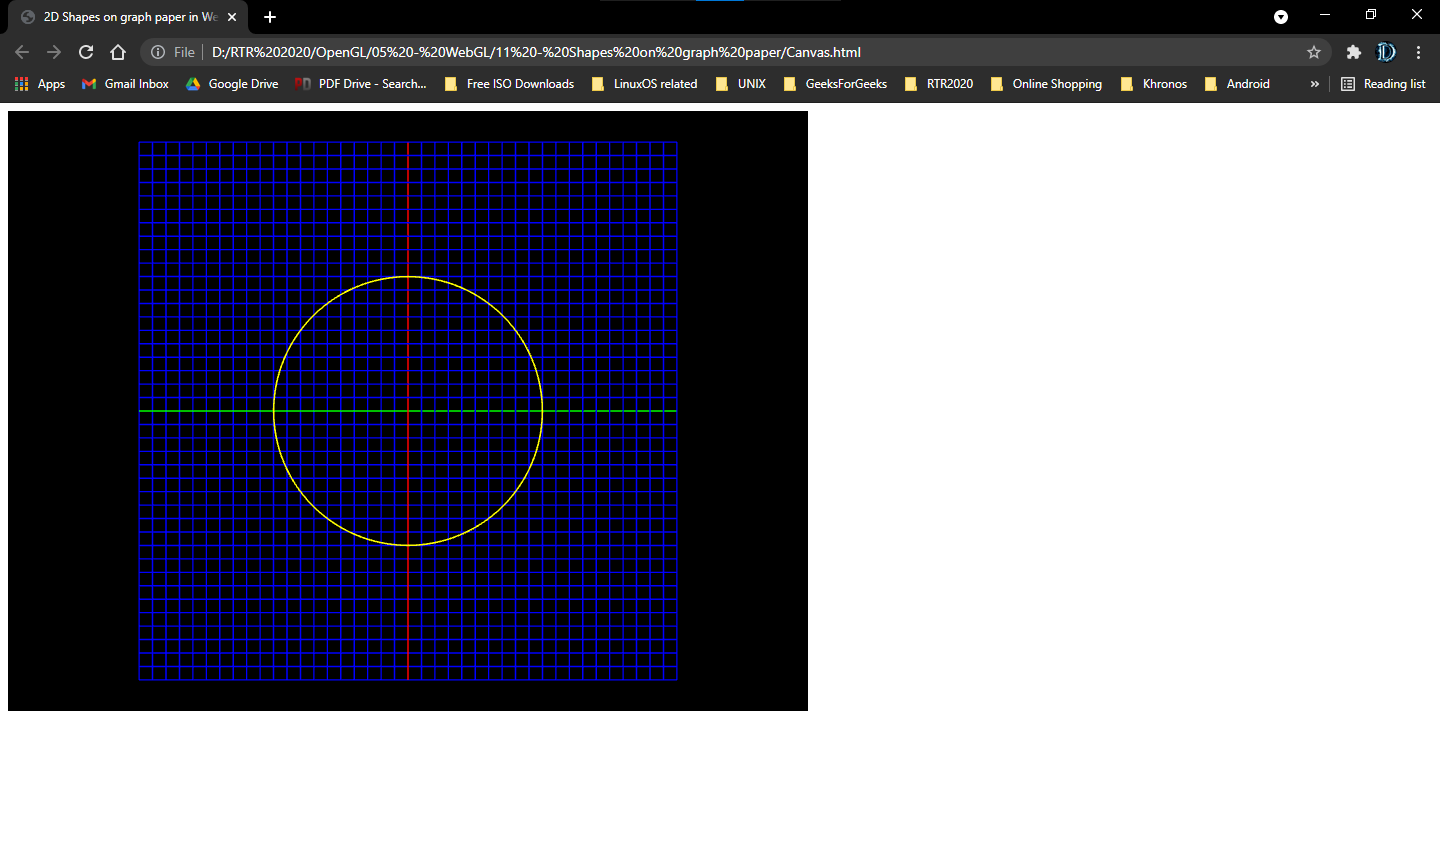 2D Shapes on graph paper in We
File D:/RTR%202020/OpenGL/05%20-%20WebGL/11%20-%20Shapes%20on%20graph%20paper/Canvas.html
Apps Gmail Inbox Google Drive PDF Drive - Search... Free ISO Downloads LinuxOS related UNIX GeeksForGeeks RTR2020 Online Shopping Khronos Android » Reading list